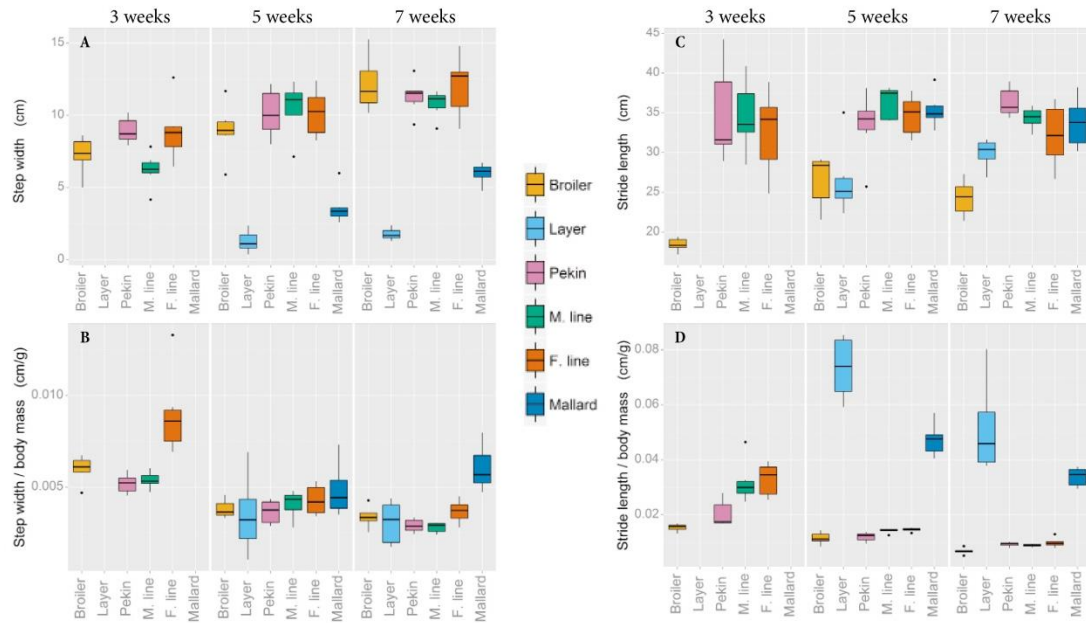 3 weeks 5 weeks 7 weeks
A
Step width (cm)
15
10
5
0
Broiler Layer Pekin M. line F. line Mallard Broiler Layer Pekin M. line F. line Mallard Broiler Layer Pekin M. line F. line Mallard
B
Step width / body mass (cm/g)
0.010
0.005
Broiler Layer Pekin M. line F. line Mallard Broiler Layer Pekin M. line F. line Mallard Broiler Layer Pekin M. line F. line Mallard
Broiler
Layer
Pekin
M. line
F. line
Mallard
3 weeks 5 weeks 7 weeks
C
Stride length (cm)
45
40
35
30
25
20
Broiler Layer Pekin M. line F. line Mallard Broiler Layer Pekin M. line F. line Mallard Broiler Layer Pekin M. line F. line Mallard
D
Stride length / body mass (cm/g)
0.08
0.06
0.04
0.02
Broiler Layer Pekin M. line F. line Mallard Broiler Layer Pekin M. line F. line Mallard Broiler Layer Pekin M. line F. line Mallard